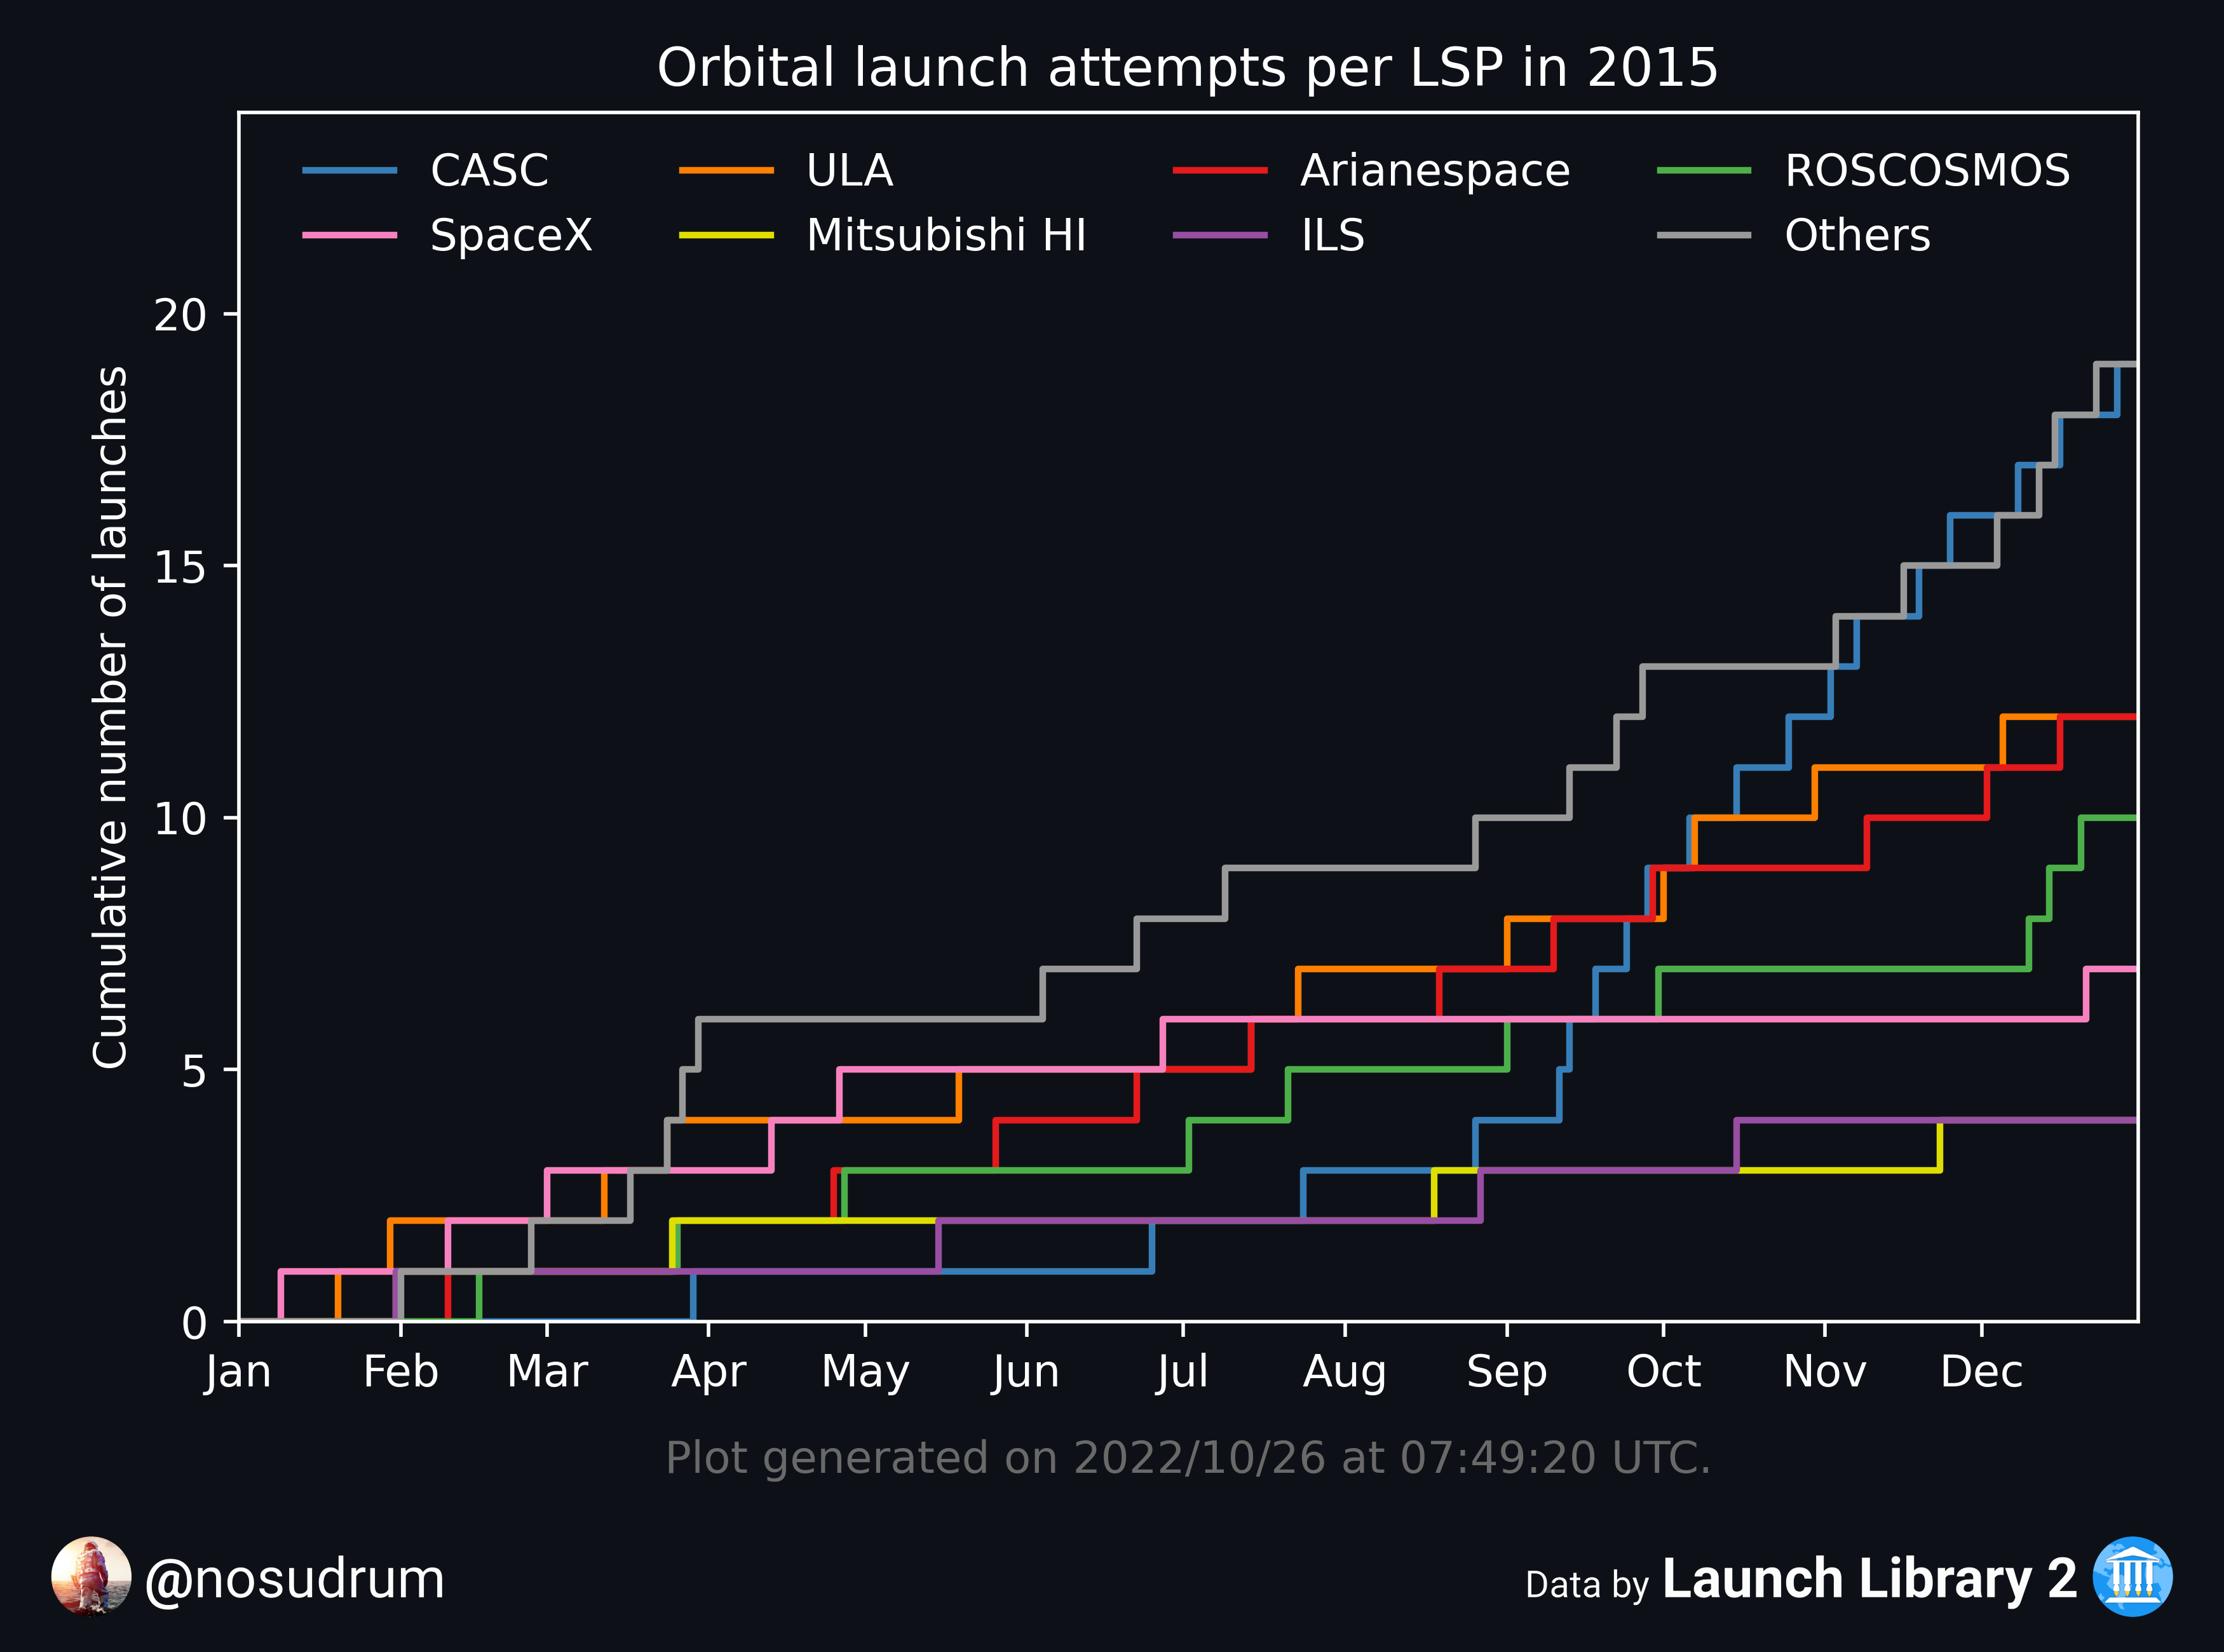 Orbital launch attempts per LSP in 2015
CASC ULA Arianespace ROSCOSMOS
SpaceX Mitsubishi HI ILS Others
Cumulative number of launches
20
15
10
5
0
Jan Feb Mar Apr May Jun Jul Aug Sep Oct Nov Dec
Plot generated on 2022/10/26 at 07:49:20 UTC.
@nosudrum
Data by Launch Library 2